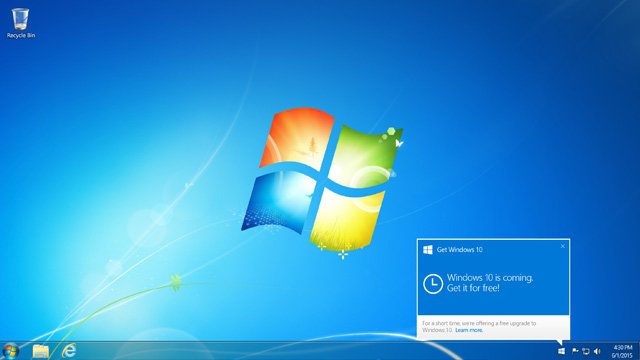 Recycle Bin
Get Windows 10
Windows 10 is coming.
Get it for free!
For a short time, we're offering a free upgrade to
Windows 10. Learn more.
4:30 PM
6/1/2015